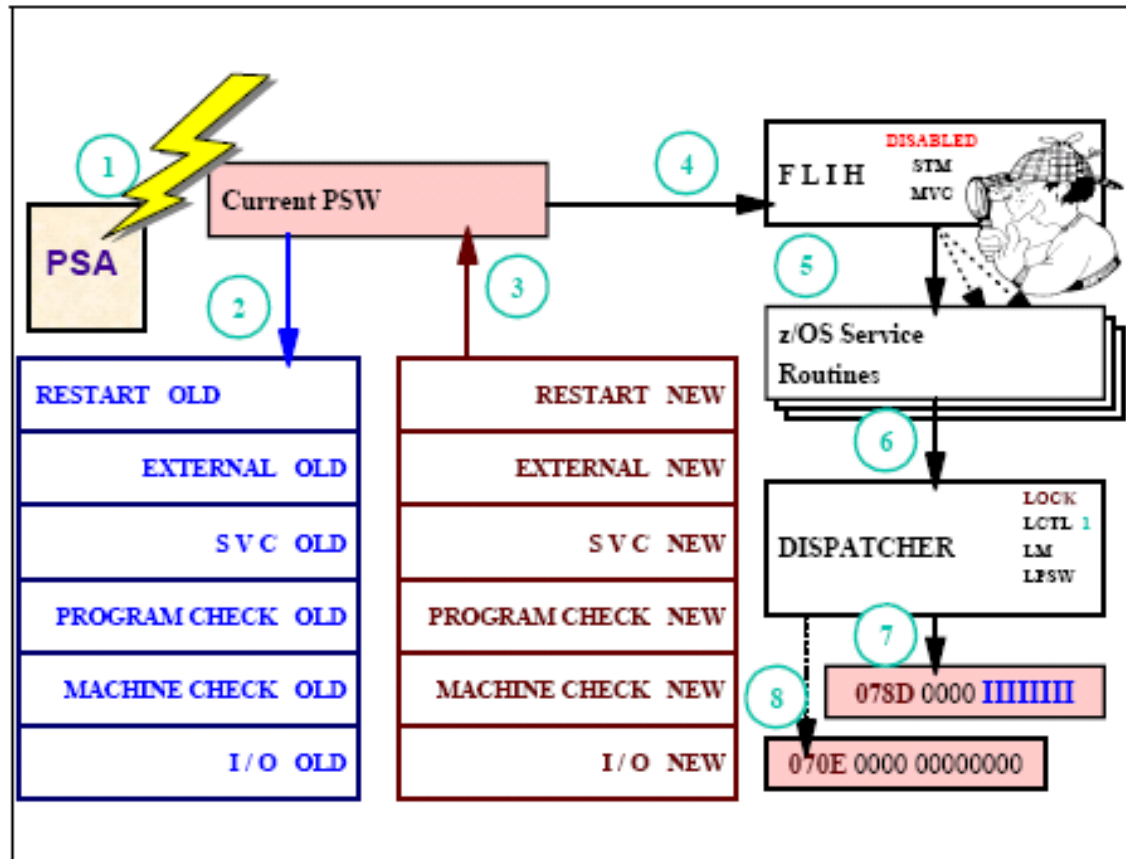 1
PSA
Current PSW
2
3
4
F L I H
DISABLED
STM
MVC
5
z/OS Service
Routines
6
DISPATCHER
LOCK
LCTL 1
LM
LPSW
7
078D 0000 IIIIIIII
8
070E 0000 00000000
RESTART OLD
EXTERNAL OLD
S V C OLD
PROGRAM CHECK OLD
MACHINE CHECK OLD
I / O OLD
RESTART NEW
EXTERNAL NEW
S V C NEW
PROGRAM CHECK NEW
MACHINE CHECK NEW
I / O NEW